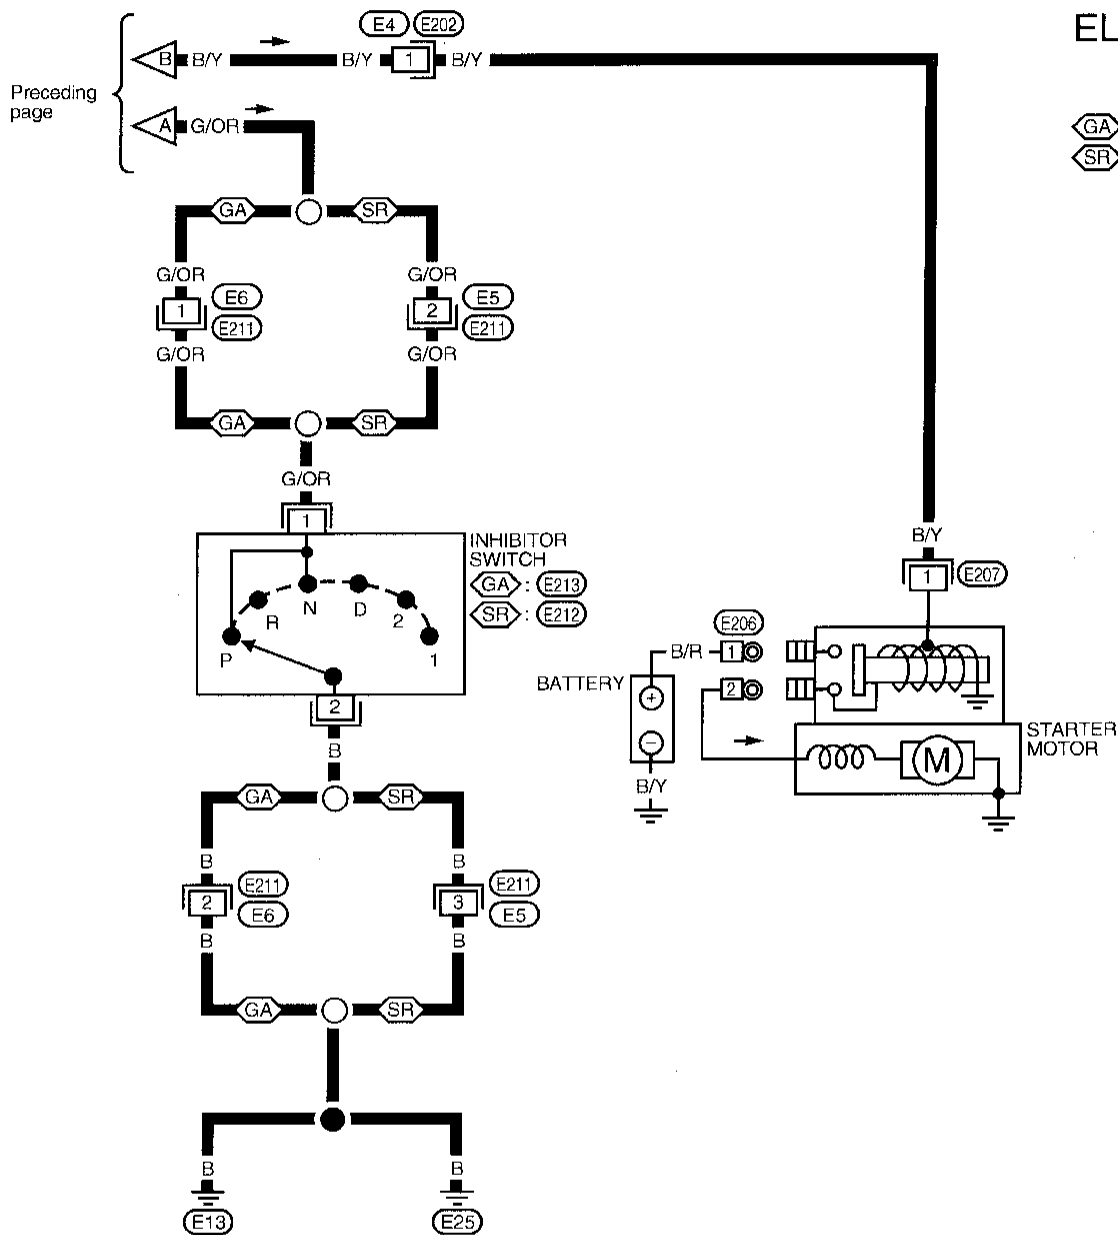 EL
E4 E202
B B/Y B/Y 1 B/Y
Preceding
page
A G/OR
GA
SR
GA SR
G/OR G/OR
1 E6 2 E5
E211 E211
G/OR G/OR
GA SR
G/OR
1
INHIBITOR
SWITCH
GA : E213
SR : E212
P R N D 2 1
2
B
B/Y
1 E207
E206
B/R 1
BATTERY 2
+
−
B/Y
M
STARTER
MOTOR
GA SR
B B
2 E211 3 E211
E6 E5
B B
GA SR
B B
E13 E25